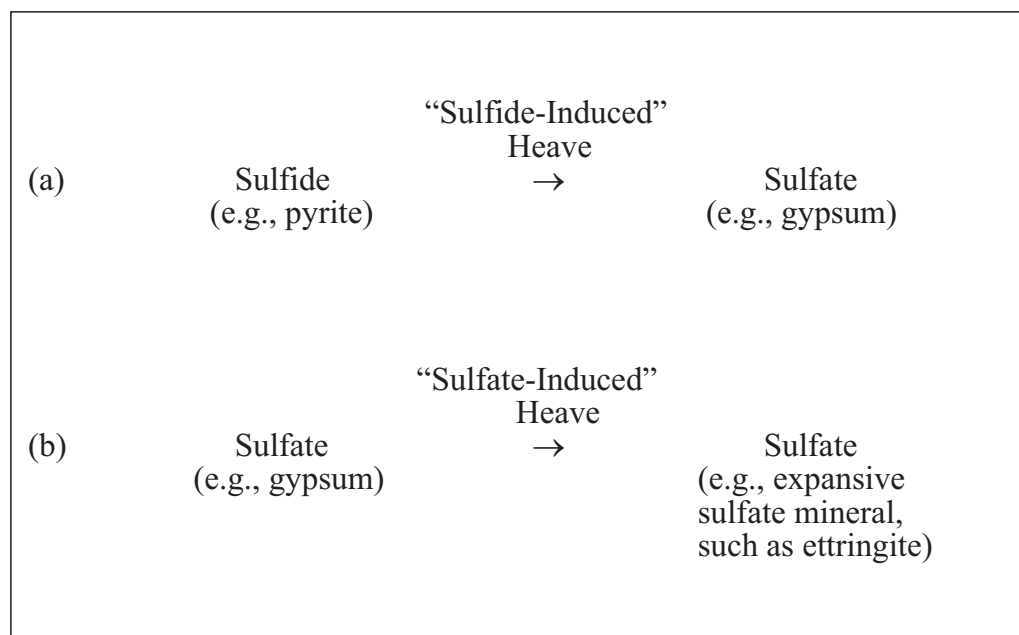 “Sulfide-Induced”
Heave
(a) Sulfide → Sulfate
(e.g., pyrite) (e.g., gypsum)
“Sulfate-Induced”
Heave
(b) Sulfate → Sulfate
(e.g., gypsum) (e.g., expansive
sulfate mineral,
such as ettringite)